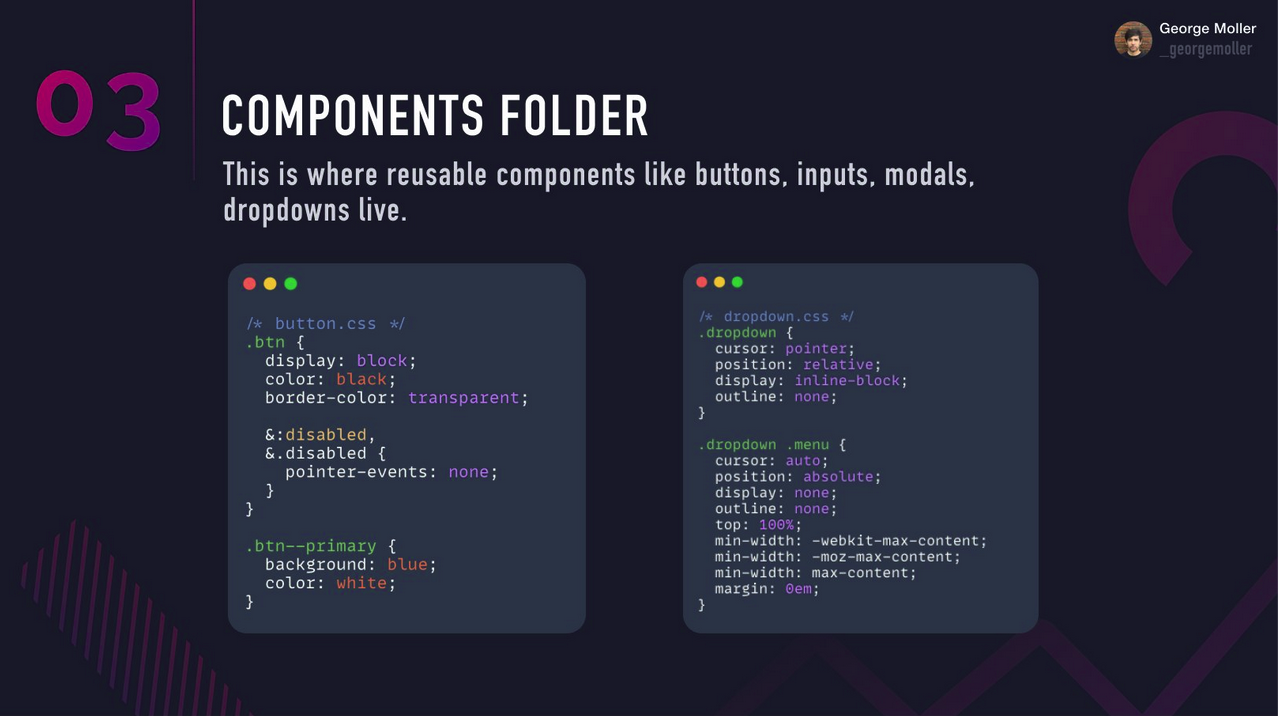 George Moller
_georgemoller
03
COMPONENTS FOLDER
This is where reusable components like buttons, inputs, modals,
dropdowns live.
/* button.css */
.btn {
  display: block;
  color: black;
  border-color: transparent;

  &:disabled,
  &.disabled {
    pointer-events: none;
  }
}

.btn--primary {
  background: blue;
  color: white;
}
/* dropdown.css */
.dropdown {
  cursor: pointer;
  position: relative;
  display: inline-block;
  outline: none;
}

.dropdown .menu {
  cursor: auto;
  position: absolute;
  display: none;
  outline: none;
  top: 100%;
  min-width: -webkit-max-content;
  min-width: -moz-max-content;
  min-width: max-content;
  margin: 0em;
}